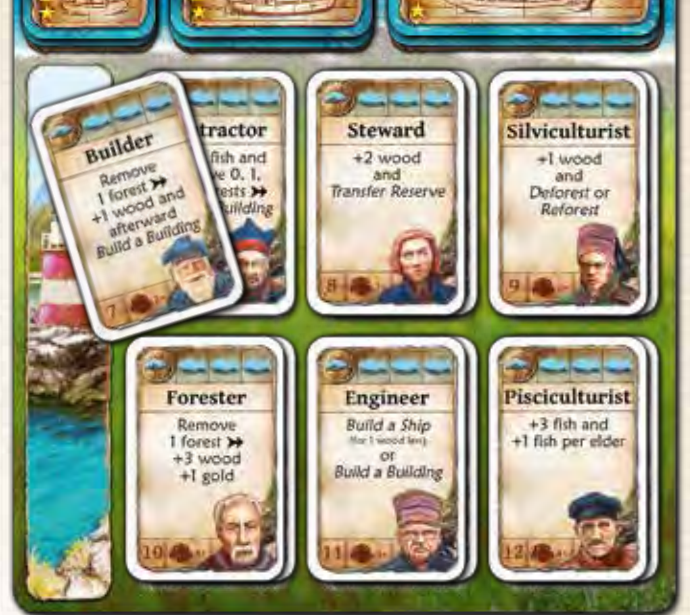 Builder
Remove
1 forest
+1 wood and
afterward
Build a Building
7
tractor
fish and
0, 1,
ests
Building
Steward
+2 wood
and
Transfer Reserve
8
Silviculturist
+1 wood
and
Deforest or
Reforest
9
Forester
Remove
1 forest
+3 wood
+1 gold
10
Engineer
Build a Ship
(for 1 wood less)
or
Build a Building
11
Pisciculturist
+3 fish and
+1 fish per elder
12